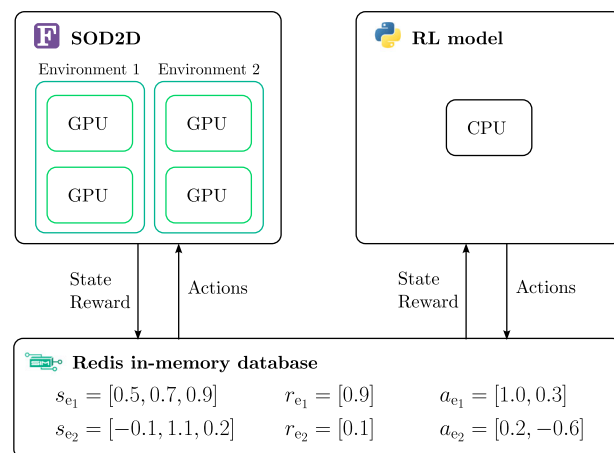 F SOD2D
Environment 1 Environment 2
GPU GPU
GPU GPU
RL model
CPU
State
Reward
Actions
State
Reward
Actions
Redis in-memory database
s_{e_1} = [0.5, 0.7, 0.9] r_{e_1} = [0.9] a_{e_1} = [1.0, 0.3]
s_{e_2} = [−0.1, 1.1, 0.2] r_{e_2} = [0.1] a_{e_2} = [0.2, −0.6]